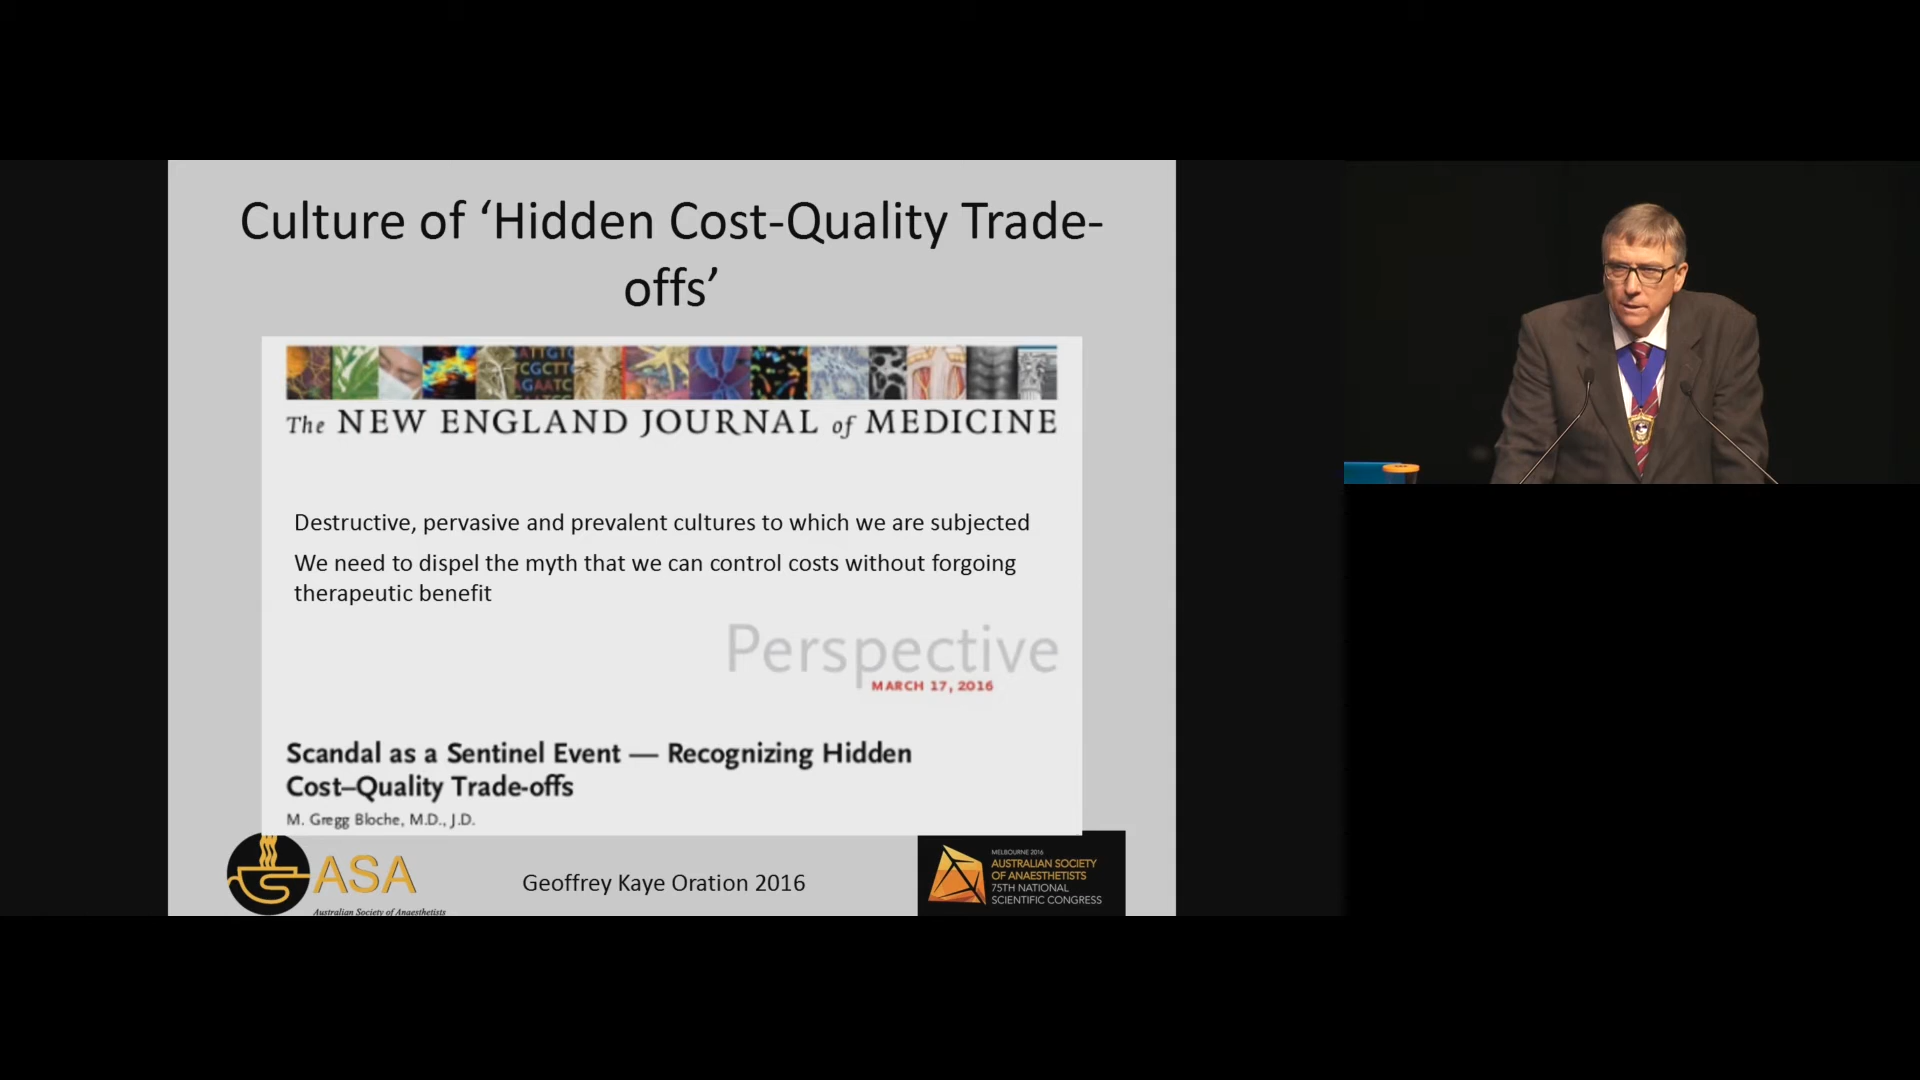 Culture of ‘Hidden Cost-Quality Trade-
offs’
ATTGTC
TCGCTT
AGAATC
The NEW ENGLAND JOURNAL of MEDICINE
Destructive, pervasive and prevalent cultures to which we are subjected
We need to dispel the myth that we can control costs without forgoing
therapeutic benefit
Perspective
MARCH 17, 2016
Scandal as a Sentinel Event — Recognizing Hidden
Cost–Quality Trade-offs
M. Gregg Bloche, M.D., J.D.
ASA
Australian Society of Anaesthetists
Geoffrey Kaye Oration 2016
MELBOURNE 2016
AUSTRALIAN SOCIETY
OF ANAESTHETISTS
75TH NATIONAL
SCIENTIFIC CONGRESS